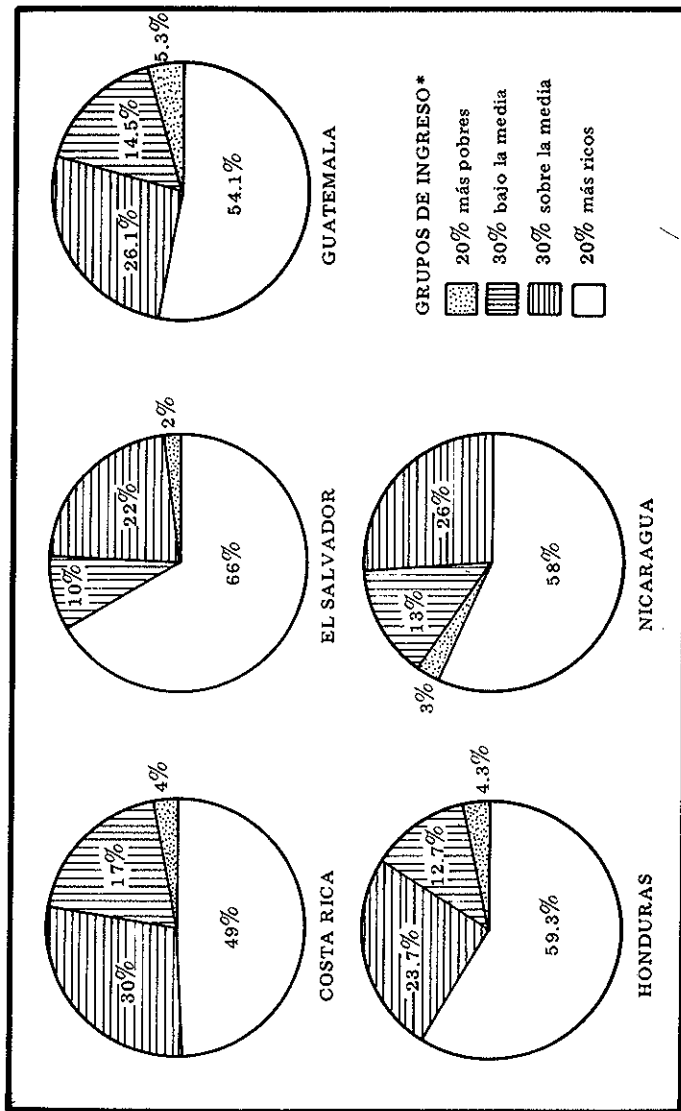 4%
17%
30%
49%
COSTA RICA
2%
22%
10%
66%
EL SALVADOR
5.3%
14.5%
26.1%
54.1%
GUATEMALA
4.3%
12.7%
23.7%
59.3%
HONDURAS
3%
13%
26%
58%
NICARAGUA
GRUPOS DE INGRESO*
20% más pobres
30% bajo la media
30% sobre la media
20% más ricos